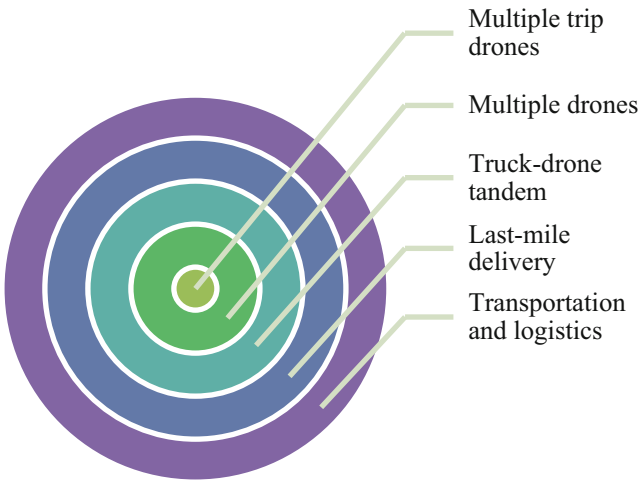 Multiple trip
drones
Multiple drones
Truck-drone
tandem
Last-mile
delivery
Transportation
and logistics